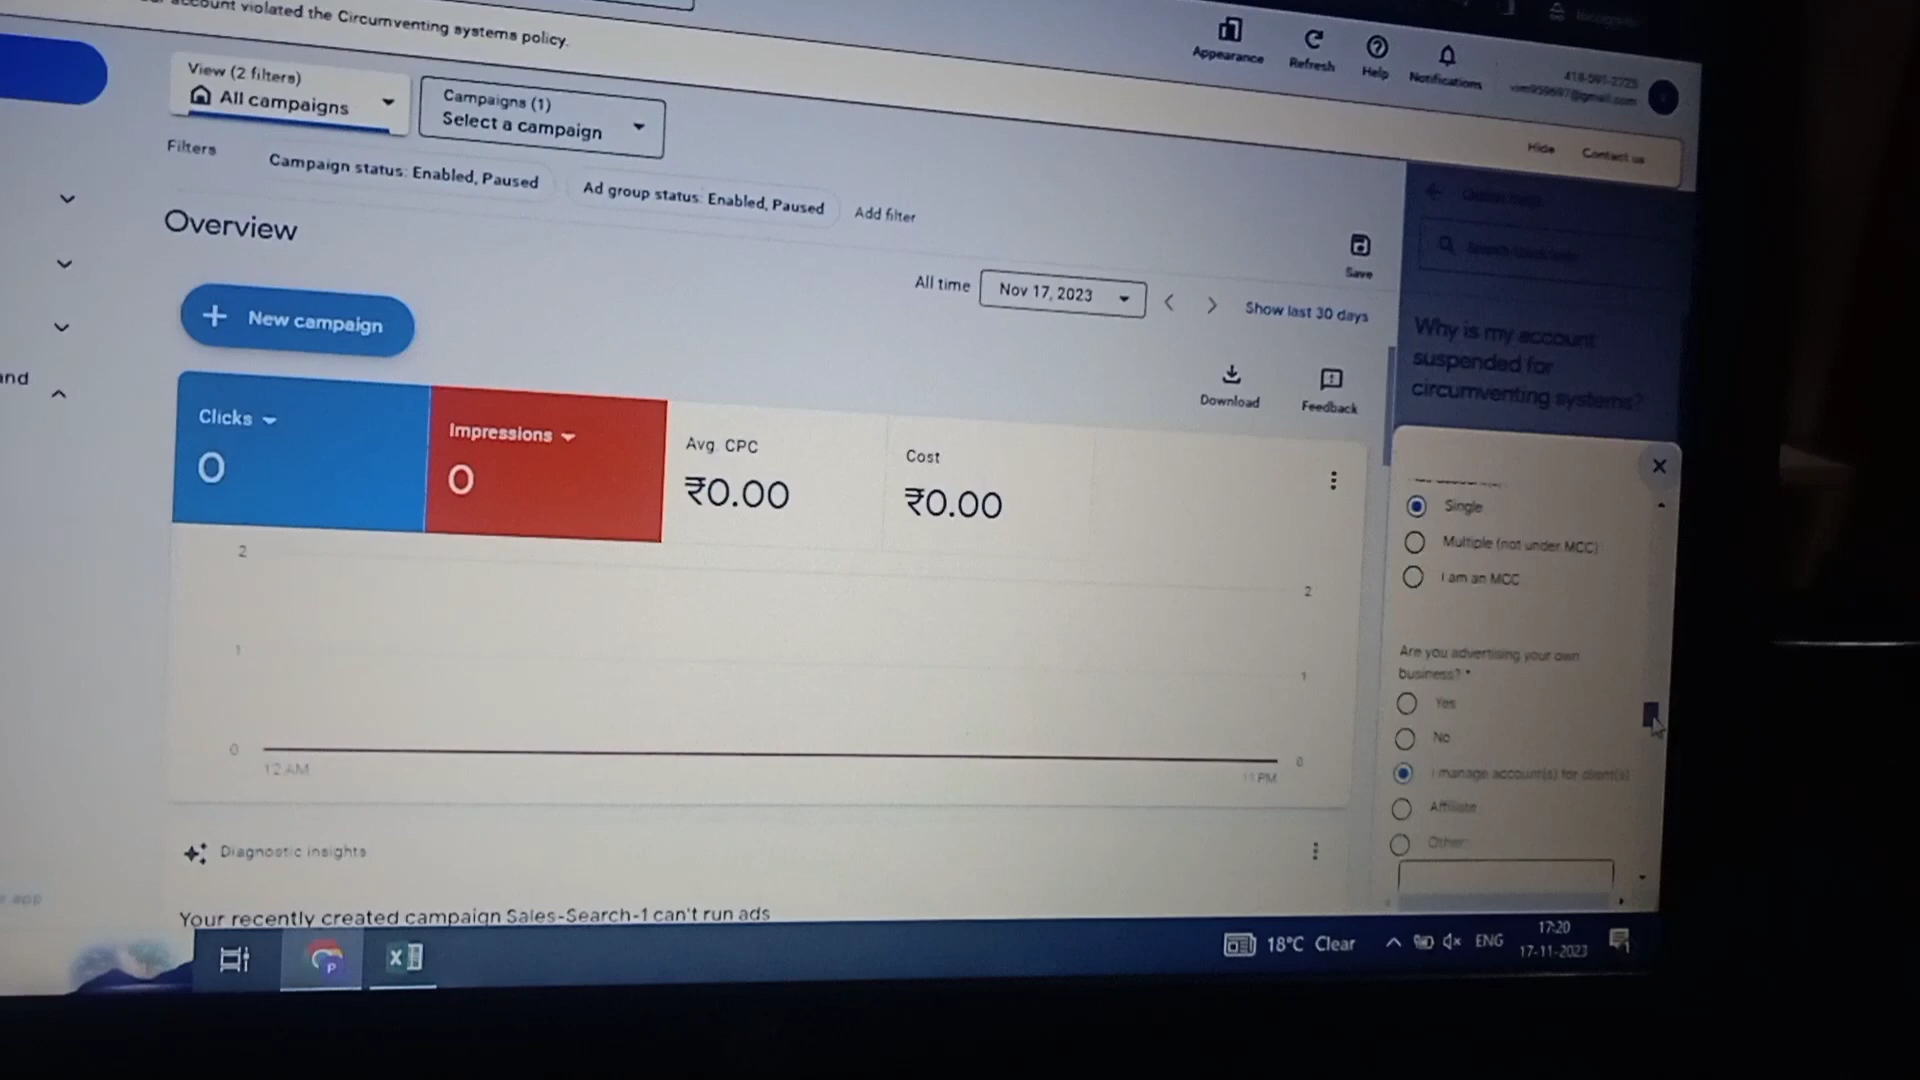 account violated the Circumventing systems policy.
Appearance
Refresh
Help
Notifications
View (2 filters)
All campaigns
Campaigns (1)
Select a campaign
Hide
Contact us
Filters
Campaign status: Enabled, Paused
Ad group status: Enabled, Paused
Add filter
Overview
Save
All time
Nov 17, 2023
Show last 30 days
New campaign
Why is my account
suspended for
circumventing systems?
Download
Feedback
Clicks
0
Impressions
0
Avg. CPC
₹0.00
Cost
₹0.00
Single
Multiple (not under MCC)
I am an MCC
2
2
1
1
0
0
12 AM
11 PM
Are you advertising your own
business? *
Yes
No
I manage account(s) for client(s)
Affiliate
Other:
Diagnostic insights
Your recently created campaign Sales-Search-1 can't run ads
18°C Clear
ENG
17:20
17-11-2023